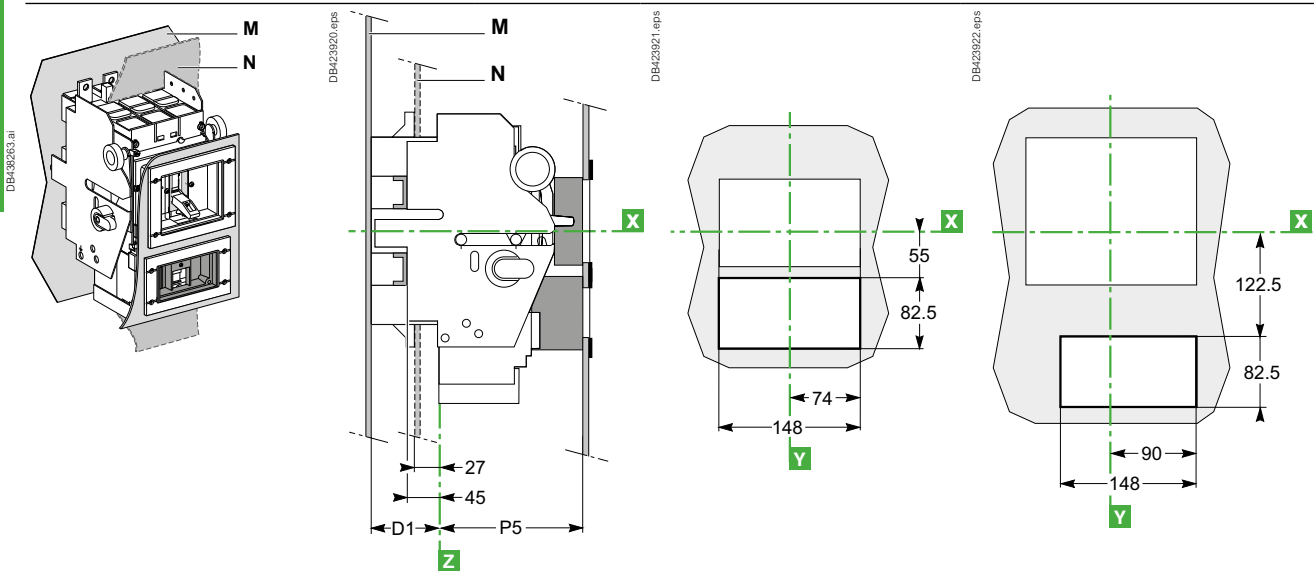 DB438263.ai
M
N
DB423920.eps
M
N
X
27
45
D1
P5
Z
DB423921.eps
X
55
82.5
74
148
Y
DB423922.eps
X
122.5
82.5
90
148
Y